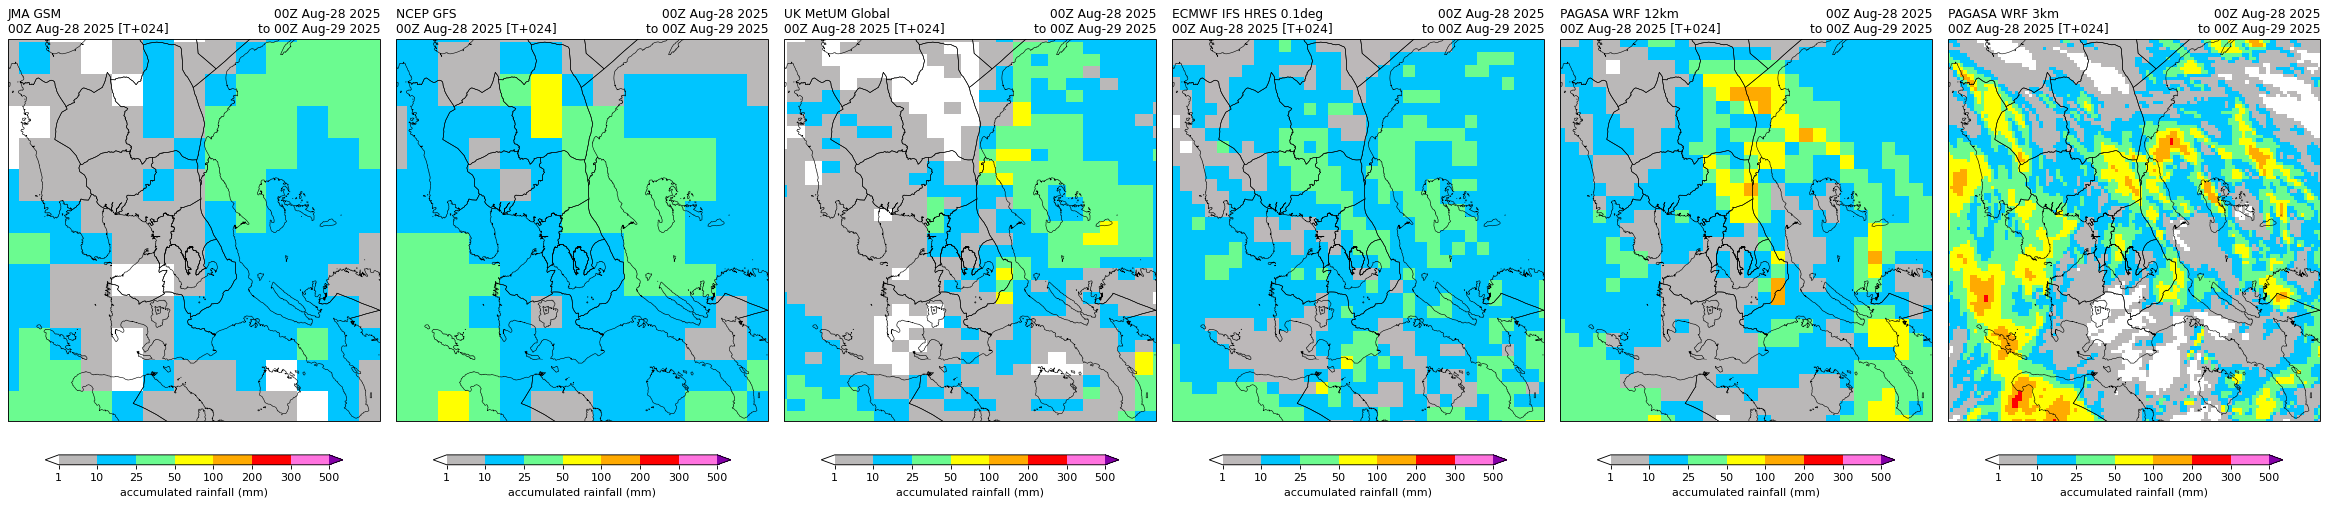 JMA GSM 00Z Aug-28 2025
00Z Aug-28 2025 [T+024] to 00Z Aug-29 2025
NCEP GFS 00Z Aug-28 2025
00Z Aug-28 2025 [T+024] to 00Z Aug-29 2025
UK MetUM Global 00Z Aug-28 2025
00Z Aug-28 2025 [T+024] to 00Z Aug-29 2025
ECMWF IFS HRES 0.1deg 00Z Aug-28 2025
00Z Aug-28 2025 [T+024] to 00Z Aug-29 2025
PAGASA WRF 12km 00Z Aug-28 2025
00Z Aug-28 2025 [T+024] to 00Z Aug-29 2025
PAGASA WRF 3km 00Z Aug-28 2025
00Z Aug-28 2025 [T+024] to 00Z Aug-29 2025
1 10 25 50 100 200 300 500
accumulated rainfall (mm)
1 10 25 50 100 200 300 500
accumulated rainfall (mm)
1 10 25 50 100 200 300 500
accumulated rainfall (mm)
1 10 25 50 100 200 300 500
accumulated rainfall (mm)
1 10 25 50 100 200 300 500
accumulated rainfall (mm)
1 10 25 50 100 200 300 500
accumulated rainfall (mm)